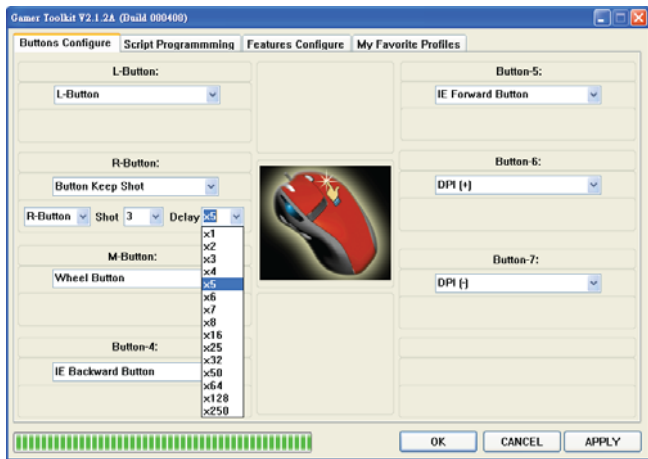 Gamer Toolkit V2.1.2A (Build 000400)
Buttons Configure Script Programmming Features Configure My Favorite Profiles
L-Button:
L-Button
R-Button:
Button Keep Shot
R-Button Shot 3 Delay x5
x1
x2
x3
x4
x5
x6
x7
x8
x16
x25
x32
x50
x64
x128
x250
M-Button:
Wheel Button
Button-4:
IE Backward Button
Button-5:
IE Forward Button
Button-6:
DPI (+)
Button-7:
DPI (-)
OK CANCEL APPLY